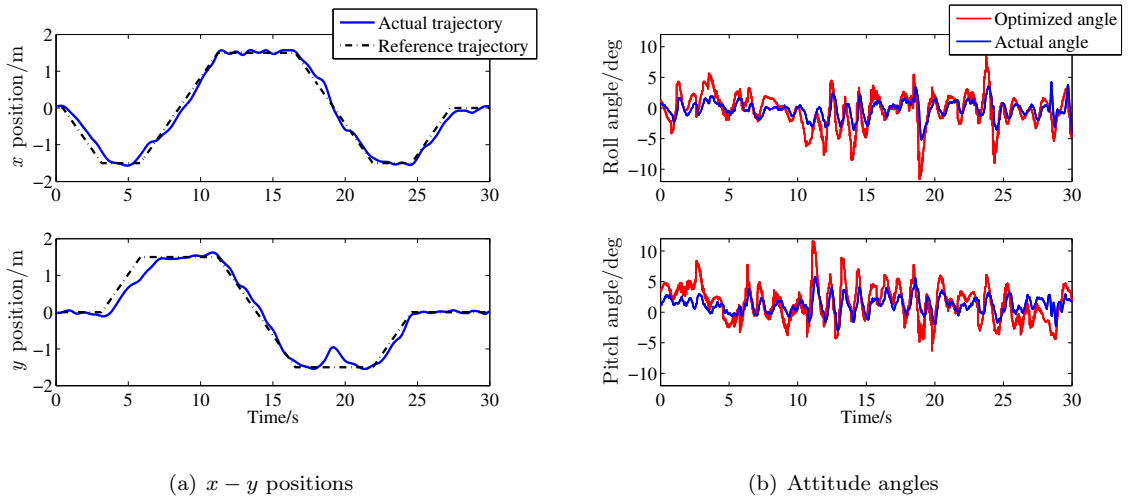 Actual trajectory
Reference trajectory
x position/m
2
1
0
−1
−2
0 5 10 15 20 25 30
y position/m
2
1
0
−1
−2
0 5 10 15 20 25 30
Time/s
(a) x − y positions
Optimized angle
Actual angle
Roll angle/deg
10
5
0
−5
−10
0 5 10 15 20 25 30
Pitch angle/deg
10
5
0
−5
−10
0 5 10 15 20 25 30
Time/s
(b) Attitude angles